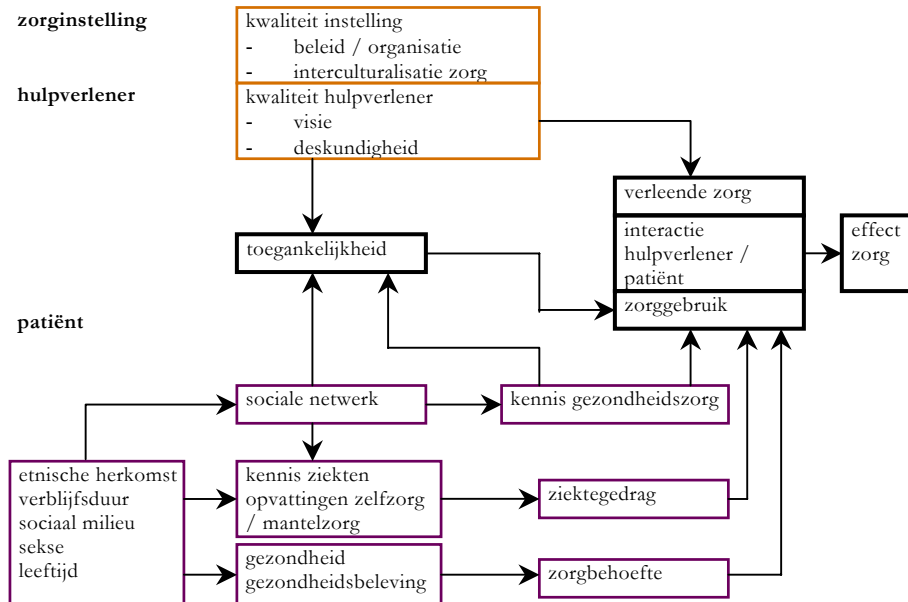 zorginstelling
kwaliteit instelling
- beleid / organisatie
- interculturalisatie zorg
hulpverlener
kwaliteit hulpverlener
- visie
- deskundigheid
verleende zorg
interactie
hulpverlener /
patiënt
zorggebruik
effect
zorg
toegankelijkheid
patiënt
sociale netwerk
kennis gezondheidszorg
etnische herkomst
verblijfsduur
sociaal milieu
sekse
leeftijd
kennis ziekten
opvattingen zelfzorg
/ mantelzorg
ziektegedrag
gezondheid
gezondheidsbeleving
zorgbehoefte